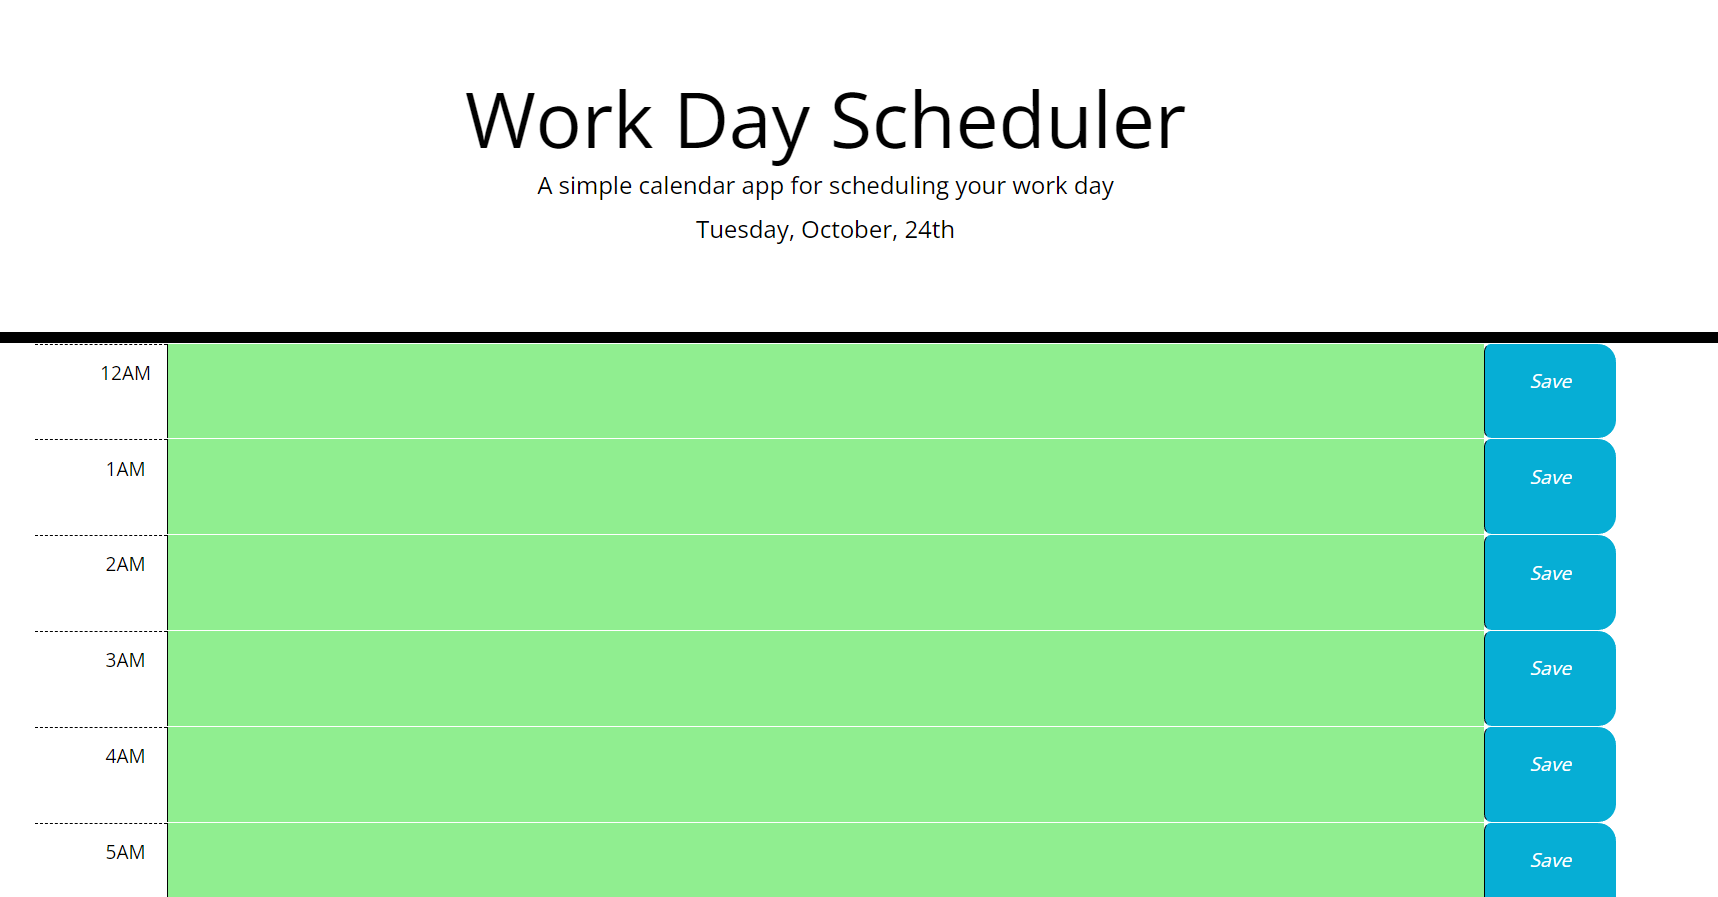 Work Day Scheduler
A simple calendar app for scheduling your work day
Tuesday, October, 24th
12AM
Save
1AM
Save
2AM
Save
3AM
Save
4AM
Save
5AM
Save